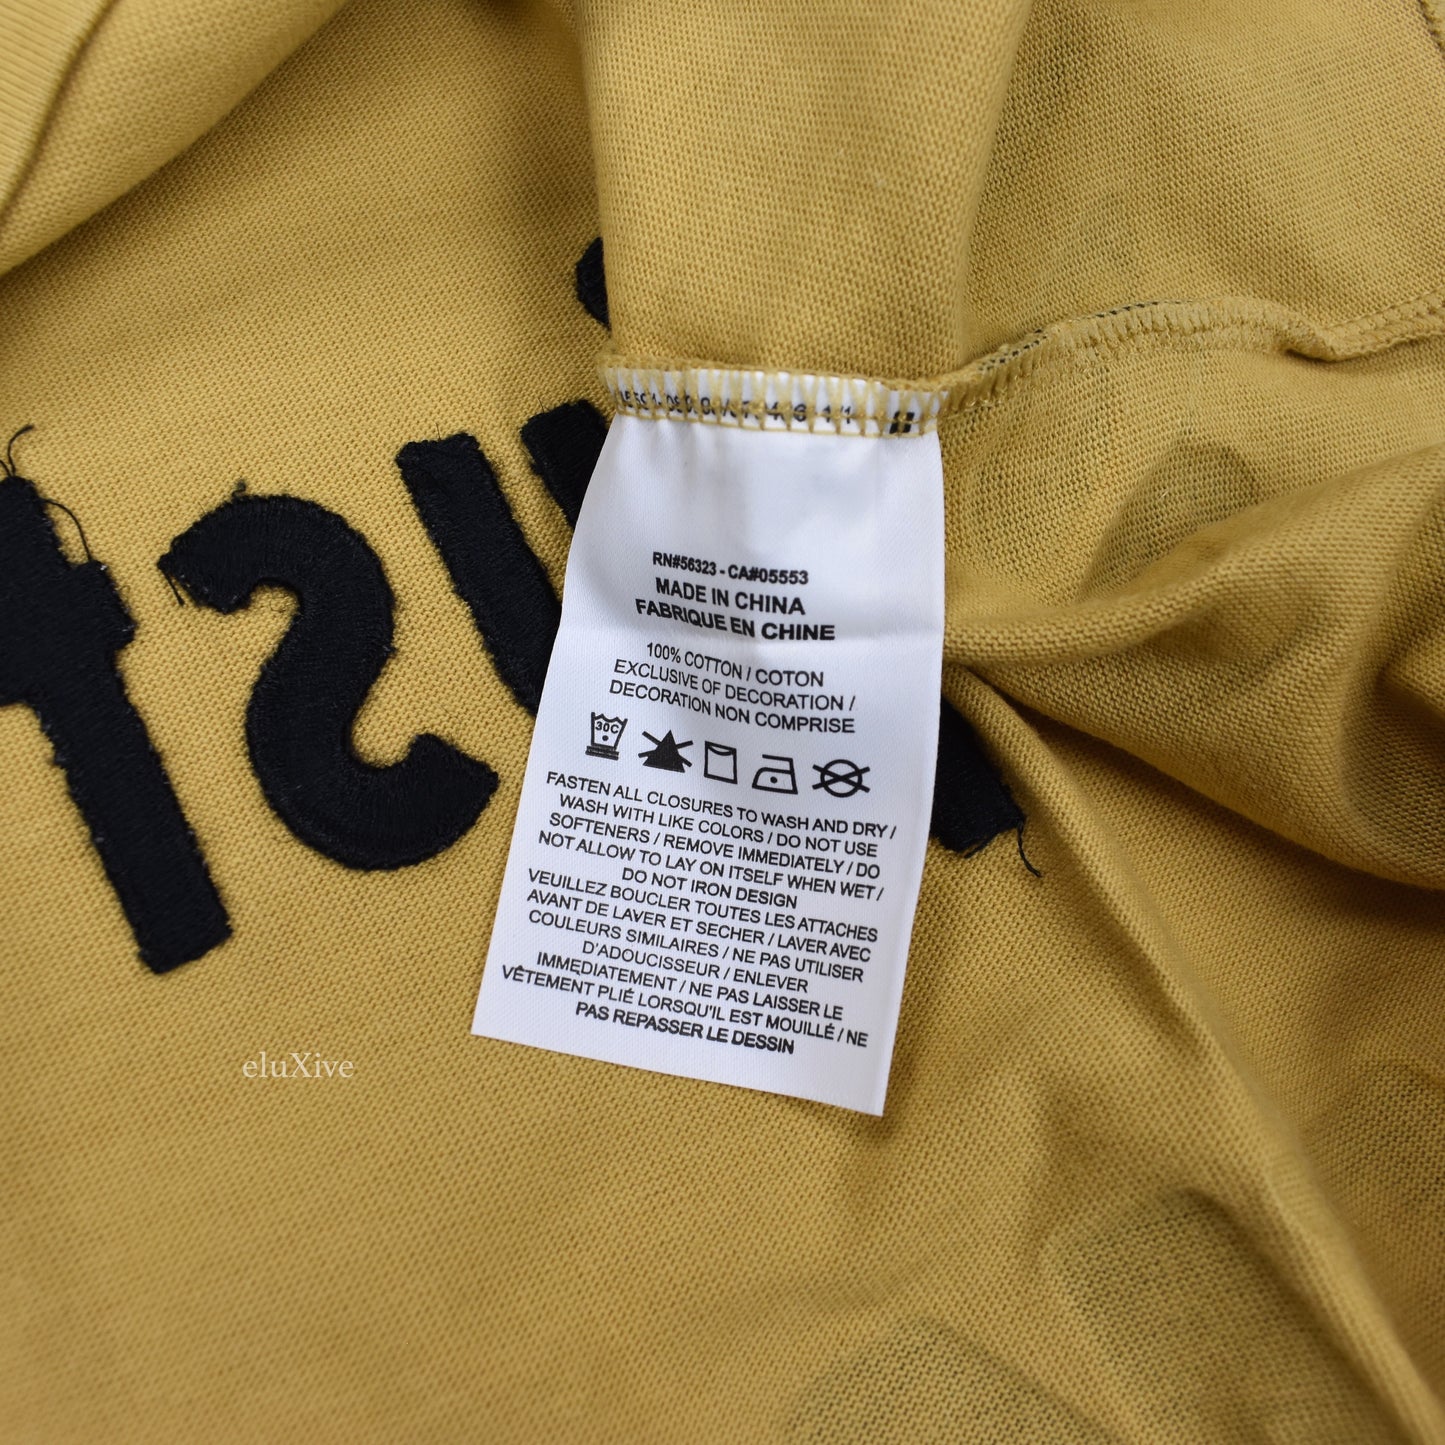 RN#56323 - CA#05553
MADE IN CHINA
FABRIQUE EN CHINE
100% COTTON / COTON
EXCLUSIVE OF DECORATION /
DECORATION NON COMPRISE
30C
FASTEN ALL CLOSURES TO WASH AND DRY /
WASH WITH LIKE COLORS / DO NOT USE
SOFTENERS / REMOVE IMMEDIATELY / DO
NOT ALLOW TO LAY ON ITSELF WHEN WET /
DO NOT IRON DESIGN
VEUILLEZ BOUCLER TOUTES LES ATTACHES
AVANT DE LAVER ET SECHER / LAVER AVEC
COULEURS SIMILAIRES / NE PAS UTILISER
D'ADOUCISSEUR / ENLEVER
IMMEDIATEMENT / NE PAS LAISSER LE
VÊTEMENT PLIÉ LORSQU'IL EST MOUILLÉ / NE
PAS REPASSER LE DESSIN
eluXive